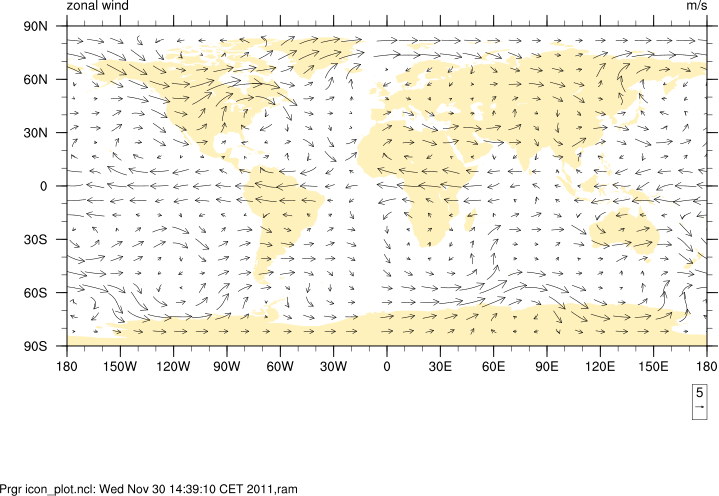 zonal wind m/s
90N
60N
30N
0
30S
60S
90S
180 150W 120W 90W 60W 30W 0 30E 60E 90E 120E 150E 180
5
Prgr icon_plot.ncl: Wed Nov 30 14:39:10 CET 2011,ram